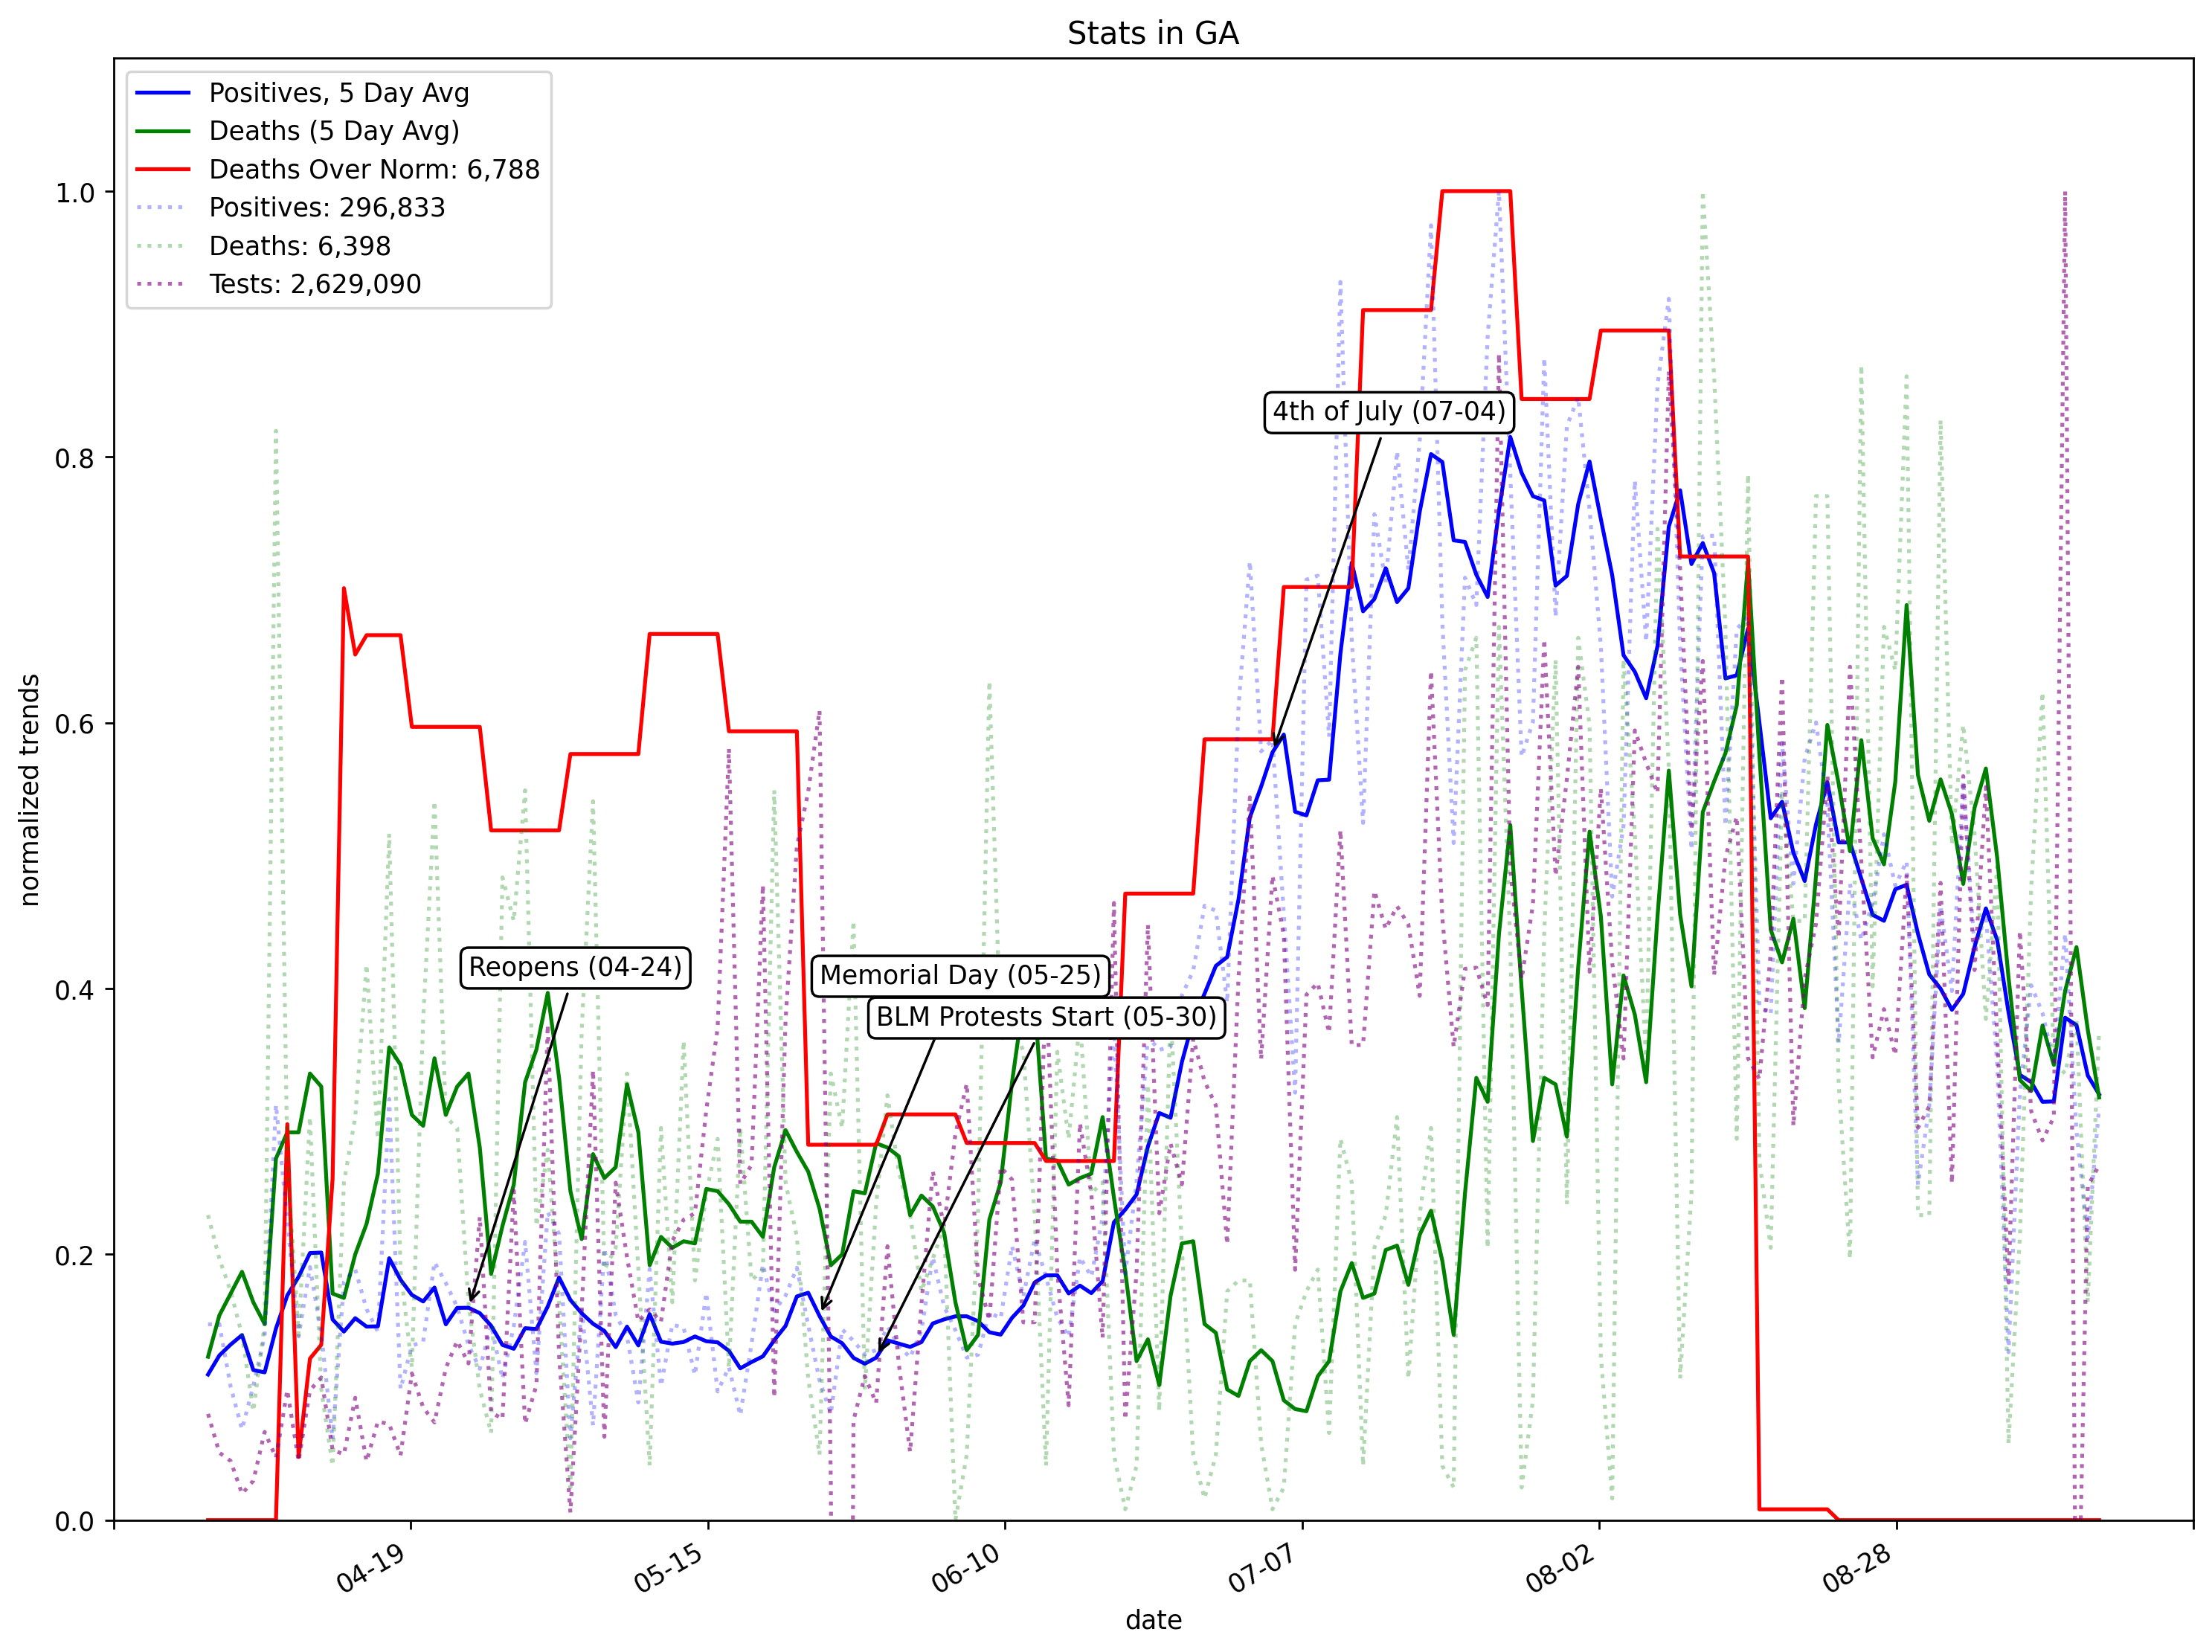 Stats in GA
Positives, 5 Day Avg
Deaths (5 Day Avg)
Deaths Over Norm: 6,788
Positives: 296,833
Deaths: 6,398
Tests: 2,629,090
1.0
0.8
0.6
0.4
0.2
0.0
normalized trends
4th of July (07-04)
Reopens (04-24)
Memorial Day (05-25)
BLM Protests Start (05-30)
04-19
05-15
06-10
07-07
08-02
08-28
date